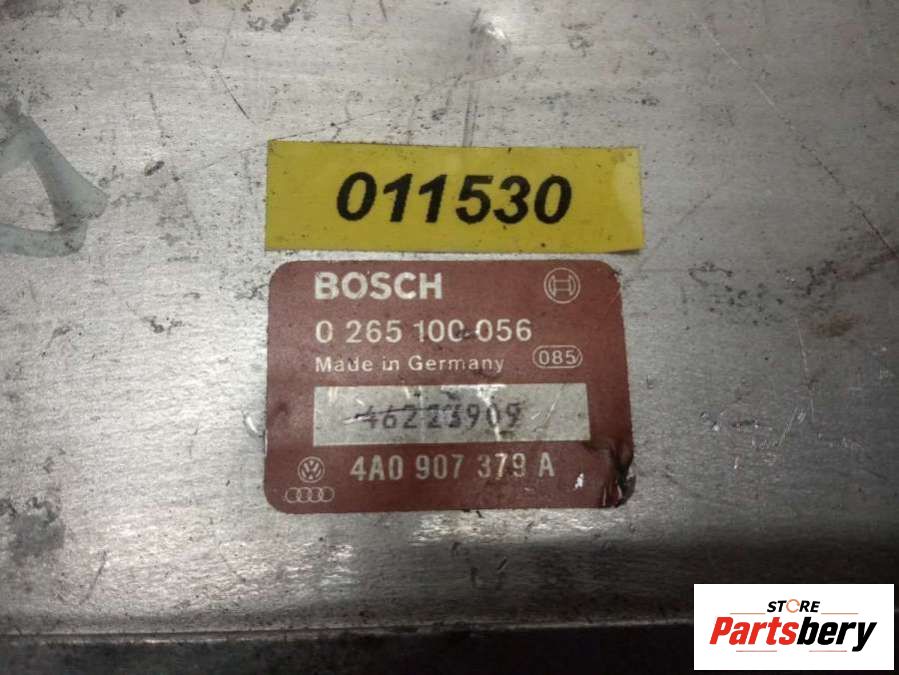 011530
BOSCH
0 265 100 056
Made in Germany 085
46223909
4A0 907 379 A
STORE
Partsbery